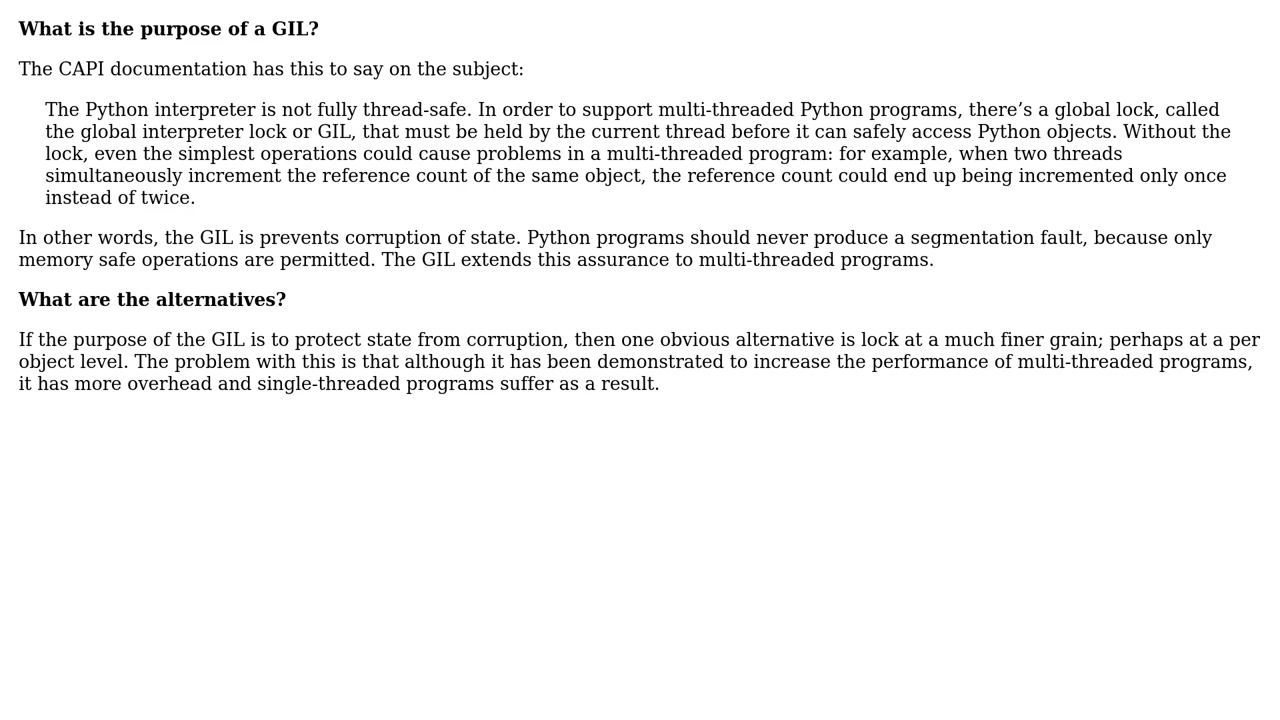 What is the purpose of a GIL?
The CAPI documentation has this to say on the subject:
The Python interpreter is not fully thread-safe. In order to support multi-threaded Python programs, there’s a global lock, called
the global interpreter lock or GIL, that must be held by the current thread before it can safely access Python objects. Without the
lock, even the simplest operations could cause problems in a multi-threaded program: for example, when two threads
simultaneously increment the reference count of the same object, the reference count could end up being incremented only once
instead of twice.
In other words, the GIL is prevents corruption of state. Python programs should never produce a segmentation fault, because only
memory safe operations are permitted. The GIL extends this assurance to multi-threaded programs.
What are the alternatives?
If the purpose of the GIL is to protect state from corruption, then one obvious alternative is lock at a much finer grain; perhaps at a per
object level. The problem with this is that although it has been demonstrated to increase the performance of multi-threaded programs,
it has more overhead and single-threaded programs suffer as a result.